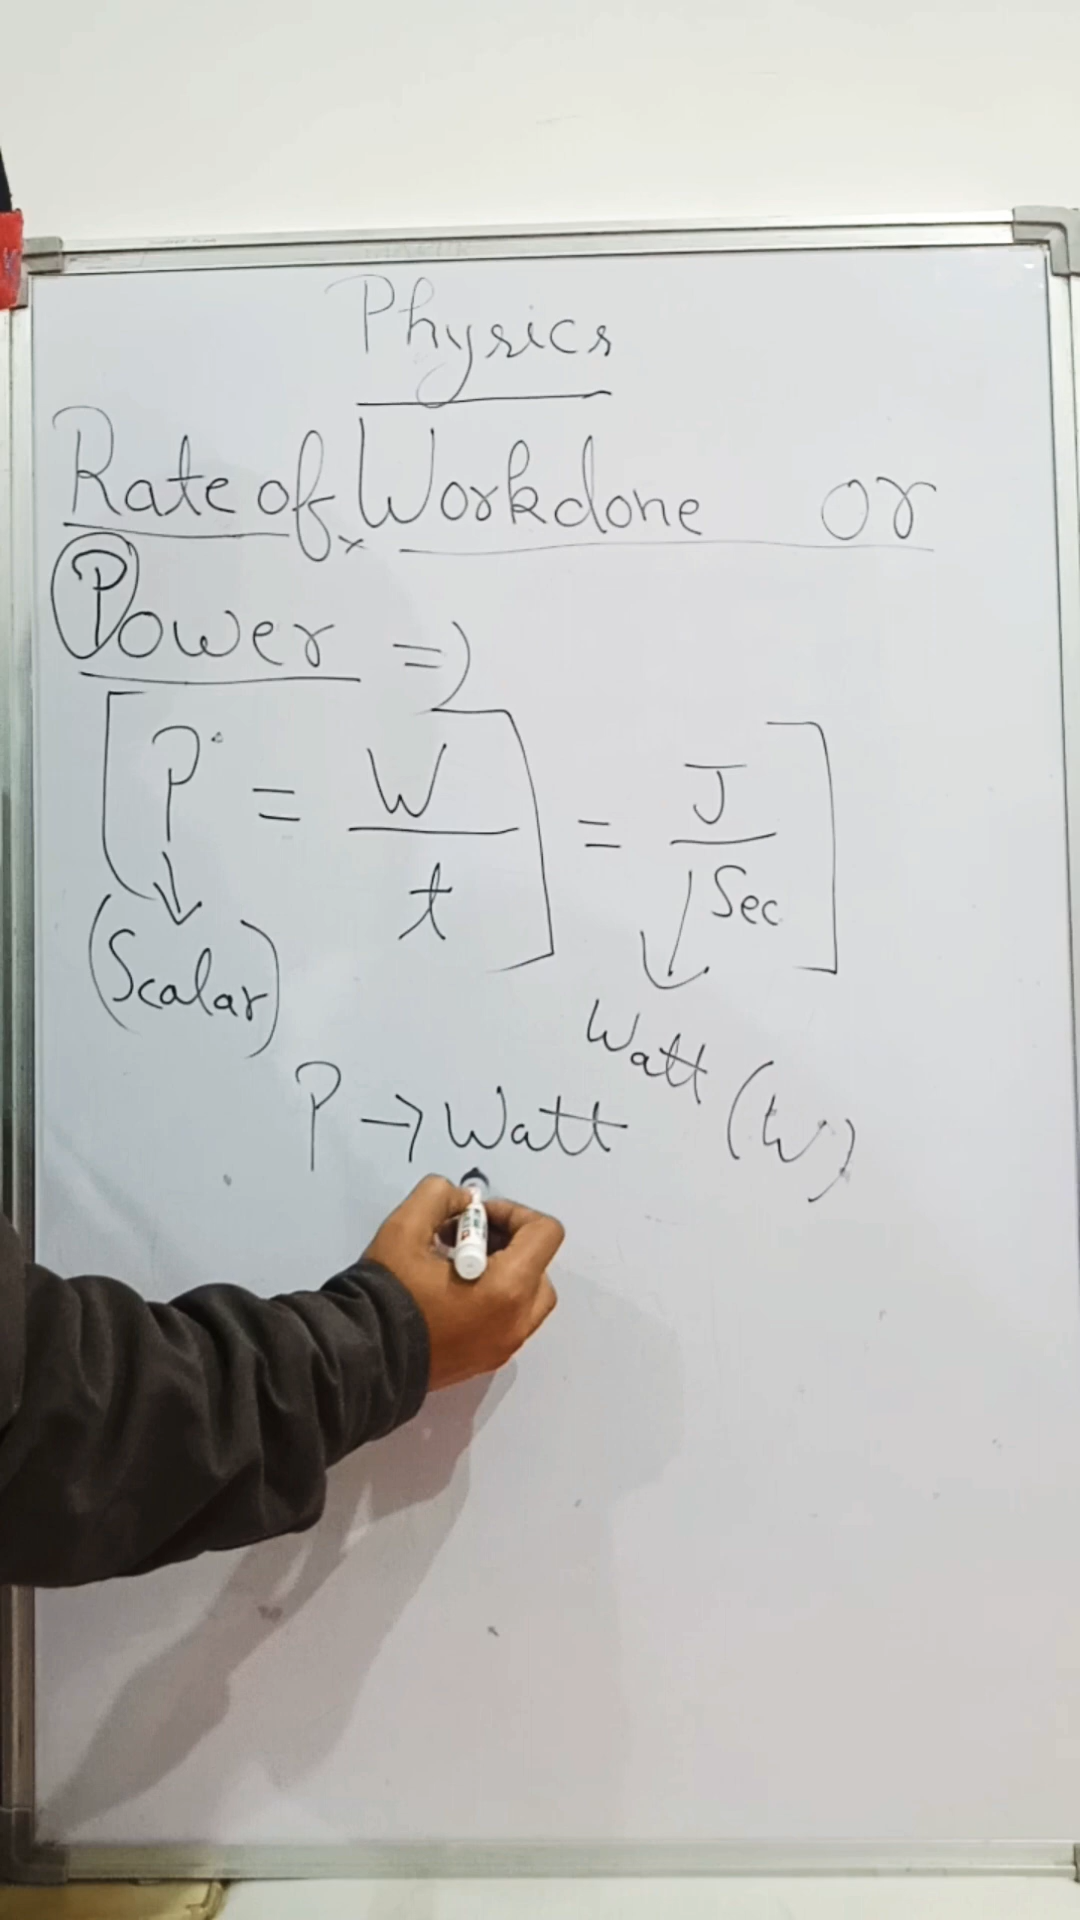 Physics
Rate of Workdone or
Power =>
[P = W/t] = J/Sec]
(Scalar)
Watt
P → Watt (W)